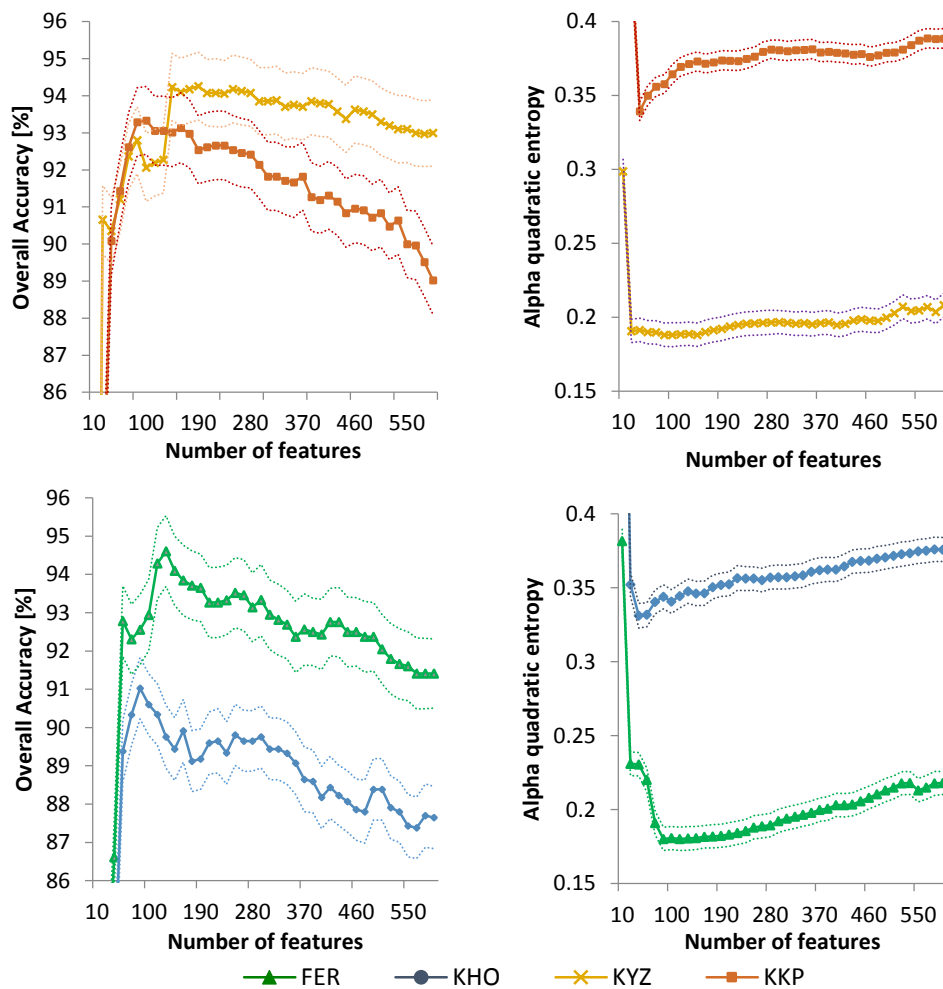 Overall Accuracy [%]
96
95
94
93
92
91
90
89
88
87
86
10 100 190 280 370 460 550
Number of features
Alpha quadratic entropy
0.4
0.35
0.3
0.25
0.2
0.15
10 100 190 280 370 460 550
Number of features
Overall Accuracy [%]
96
95
94
93
92
91
90
89
88
87
86
10 100 190 280 370 460 550
Number of features
Alpha quadratic entropy
0.4
0.35
0.3
0.25
0.2
0.15
10 100 190 280 370 460 550
Number of features
FER KHO KYZ KKP